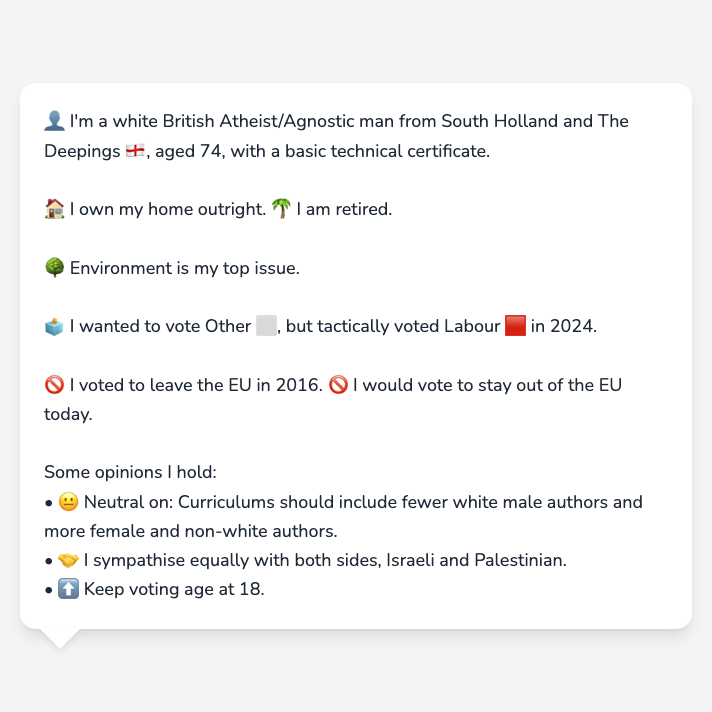 👤 I'm a white British Atheist/Agnostic man from South Holland and The
Deepings 🏴󠁧󠁢󠁥󠁮󠁧󠁿, aged 74, with a basic technical certificate.
🏠 I own my home outright. 🌴 I am retired.
🌳 Environment is my top issue.
🗳️ I wanted to vote Other ⬜, but tactically voted Labour 🟥 in 2024.
🚫 I voted to leave the EU in 2016. 🚫 I would vote to stay out of the EU
today.
Some opinions I hold:
• 😐 Neutral on: Curriculums should include fewer white male authors and
more female and non-white authors.
• 🤝 I sympathise equally with both sides, Israeli and Palestinian.
• ⬆️ Keep voting age at 18.